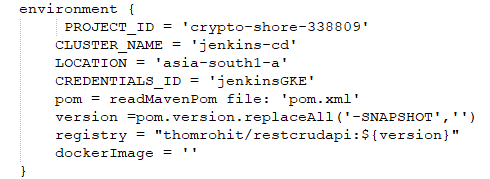 environment {
PROJECT_ID = 'crypto-shore-338809'
CLUSTER_NAME = 'jenkins-cd'
LOCATION = 'asia-south1-a'
CREDENTIALS_ID = 'jenkinsGKE'
pom = readMavenPom file: 'pom.xml'
version =pom.version.replaceAll('-SNAPSHOT','')
registry = "thomrohit/restcrudapi:${version}"
dockerImage = ''
}